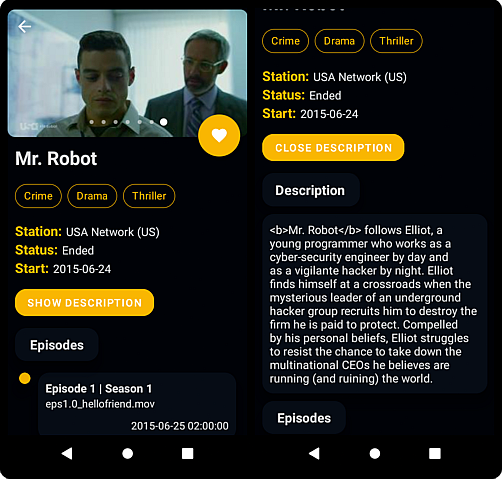 Mr. Robot
Crime
Drama
Thriller
Station: USA Network (US)
Status: Ended
Start: 2015-06-24
SHOW DESCRIPTION
Episodes
Episode 1 | Season 1
eps1.0_hellofriend.mov
2015-06-25 02:00:00
Mr. Robot
Crime
Drama
Thriller
Station: USA Network (US)
Status: Ended
Start: 2015-06-24
CLOSE DESCRIPTION
Description
<b>Mr. Robot</b> follows Elliot, a
young programmer who works as a
cyber-security engineer by day and
as a vigilante hacker by night. Elliot
finds himself at a crossroads when the
mysterious leader of an underground
hacker group recruits him to destroy the
firm he is paid to protect. Compelled
by his personal beliefs, Elliot struggles
to resist the chance to take down the
multinational CEOs he believes are
running (and ruining) the world.
Episodes